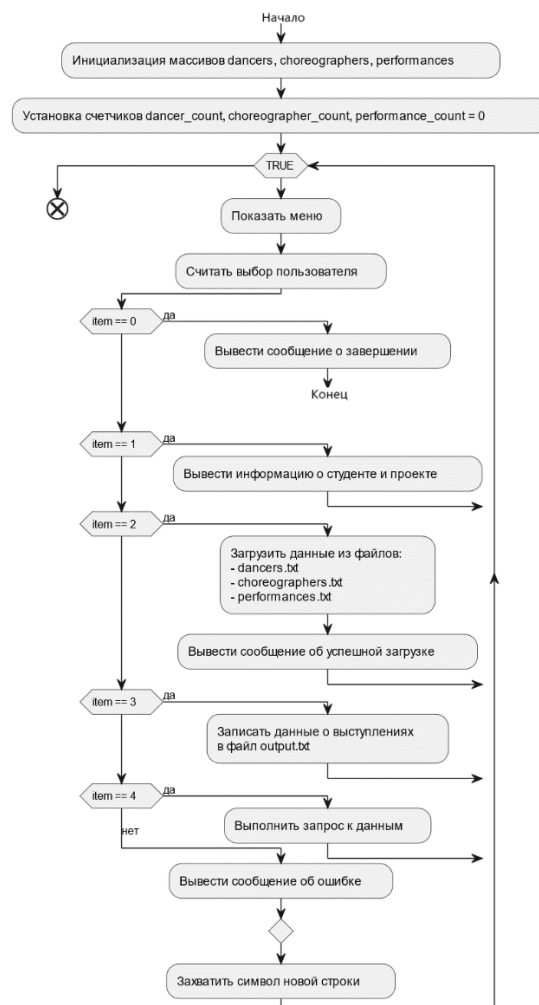 Начало
Инициализация массивов dancers, choreographers, performances
Установка счетчиков dancer_count, choreographer_count, performance_count = 0
TRUE
Показать меню
Считать выбор пользователя
item == 0
да
Вывести сообщение о завершении
Конец
item == 1
да
Вывести информацию о студенте и проекте
item == 2
да
Загрузить данные из файлов:
- dancers.txt
- choreographers.txt
- performances.txt
Вывести сообщение об успешной загрузке
item == 3
да
Записать данные о выступлениях
в файл output.txt
item == 4
да
Выполнить запрос к данным
нет
Вывести сообщение об ошибке
Захватить символ новой строки